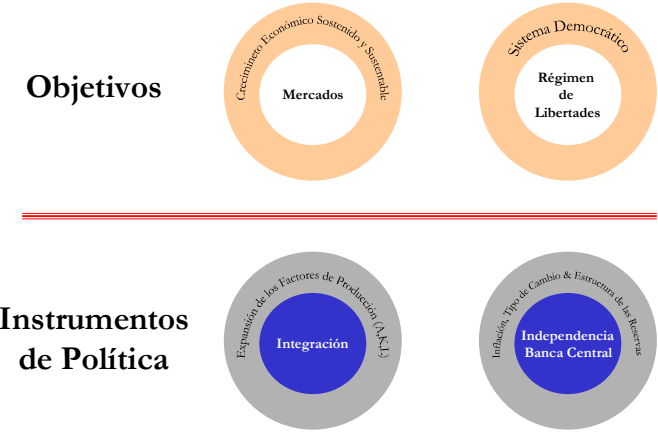 Objetivos
Crecimineto Económico Sostenido y Sustentable
Mercados
Sistema Democrático
Régimen
de
Libertades
Instrumentos
de Política
Expansión de los Factores de Producción (A,K,L)
Integración
Inflación, Tipo de Cambio & Estructura de las Reservas
Independencia
Banca Central